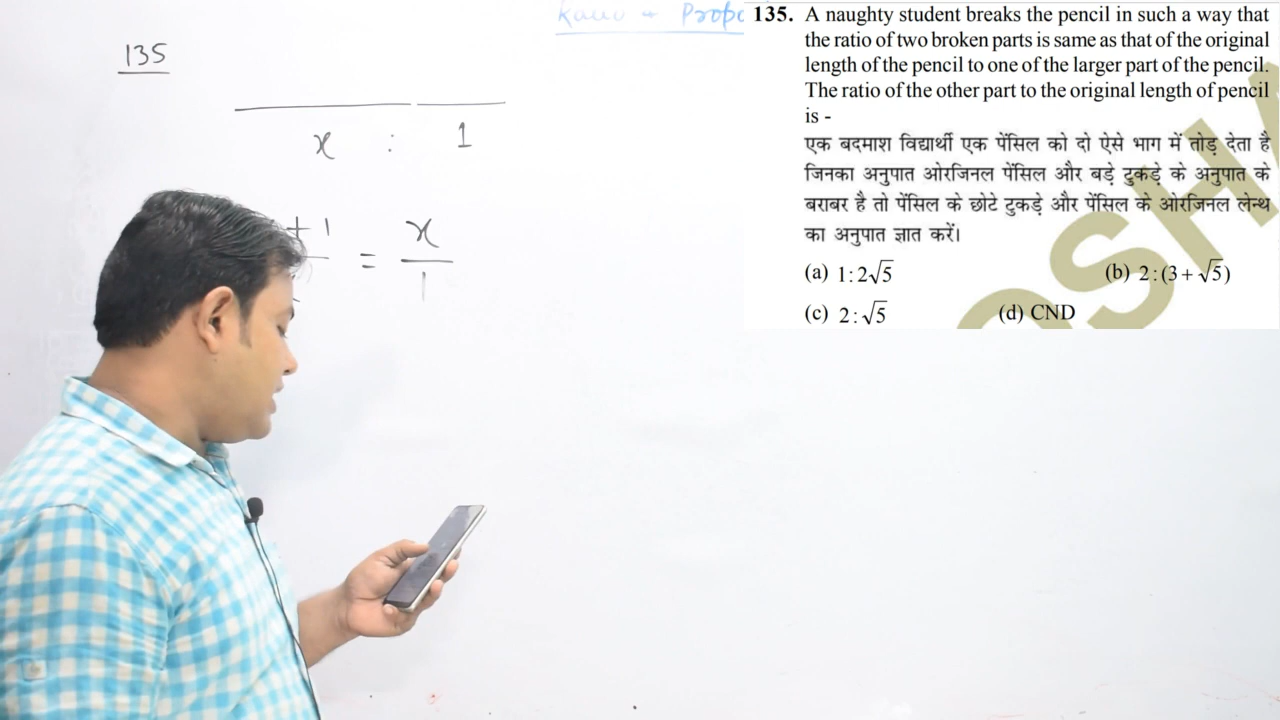 Propo
135
x : 1
+ 1 = x
1
135. A naughty student breaks the pencil in such a way that
the ratio of two broken parts is same as that of the original
length of the pencil to one of the larger part of the pencil.
The ratio of the other part to the original length of pencil
is -
एक बदमाश विद्यार्थी एक पेंसिल को दो ऐसे भाग में तोड़ देता है
जिनका अनुपात ओरजिनल पेंसिल और बड़े टुकड़े के अनुपात के
बराबर है तो पेंसिल के छोटे टुकड़े और पेंसिल के ओरजिनल लेन्थ
का अनुपात ज्ञात करें।
(a) 1:2√5 (b) 2:(3+√5)
(c) 2:√5 (d) CND
OSHA